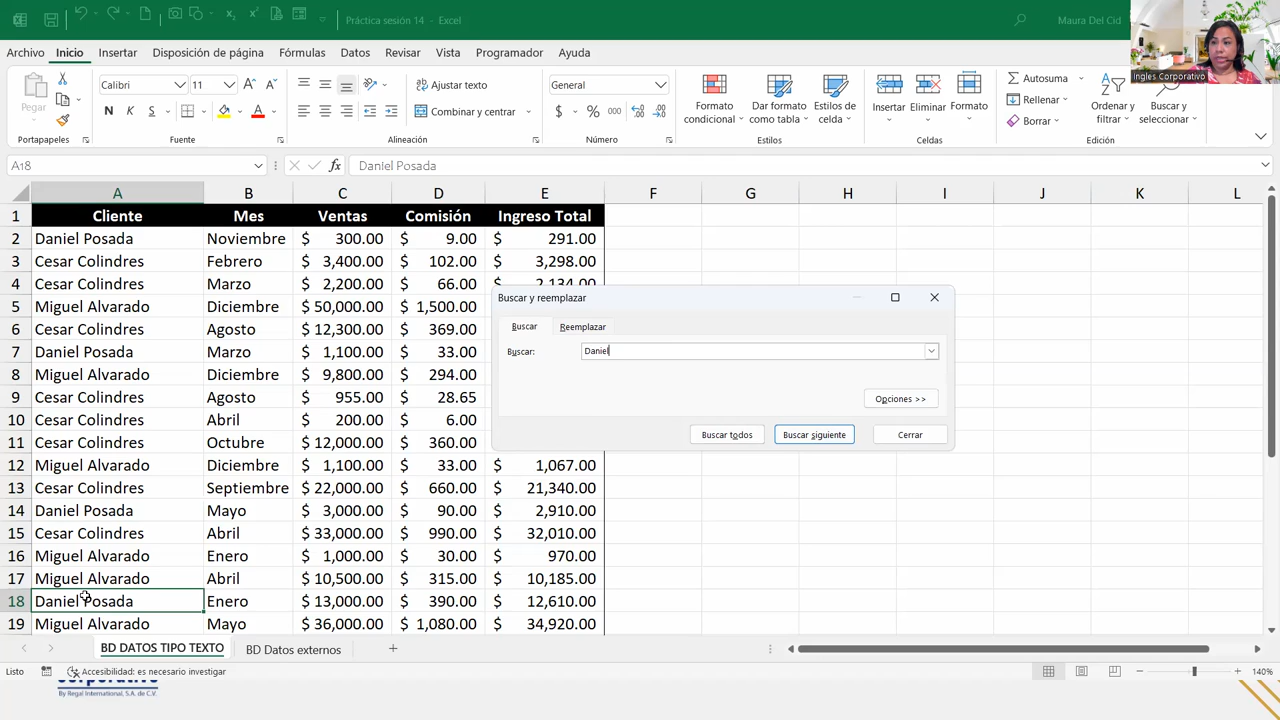 Práctica sesión 14 - Excel
Maura Del Cid
Ingles Corporativo
Archivo Inicio Insertar Disposición de página Fórmulas Datos Revisar Vista Programador Ayuda
Pegar
Calibri 11
N K S
Ajustar texto
Combinar y centrar
General
$ % 000
Formato condicional
Dar formato como tabla
Estilos de celda
Insertar Eliminar Formato
Autosuma
Rellenar
Borrar
Ordenar y filtrar
Buscar y seleccionar
Portapapeles Fuente Alineación Número Estilos Celdas Edición
A18 fx Daniel Posada
A B C D E F G H I J K L
1 Cliente Mes Ventas Comisión Ingreso Total
2 Daniel Posada Noviembre $ 300.00 $ 9.00 $ 291.00
3 Cesar Colindres Febrero $ 3,400.00 $ 102.00 $ 3,298.00
4 Cesar Colindres Marzo $ 2,200.00 $ 66.00 $ 2,134.00
5 Miguel Alvarado Diciembre $ 50,000.00 $ 1,500.00
6 Cesar Colindres Agosto $ 12,300.00 $ 369.00
7 Daniel Posada Marzo $ 1,100.00 $ 33.00
8 Miguel Alvarado Diciembre $ 9,800.00 $ 294.00
9 Cesar Colindres Agosto $ 955.00 $ 28.65
10 Cesar Colindres Abril $ 200.00 $ 6.00
11 Cesar Colindres Octubre $ 12,000.00 $ 360.00
12 Miguel Alvarado Diciembre $ 1,100.00 $ 33.00 $ 1,067.00
13 Cesar Colindres Septiembre $ 22,000.00 $ 660.00 $ 21,340.00
14 Daniel Posada Mayo $ 3,000.00 $ 90.00 $ 2,910.00
15 Cesar Colindres Abril $ 33,000.00 $ 990.00 $ 32,010.00
16 Miguel Alvarado Enero $ 1,000.00 $ 30.00 $ 970.00
17 Miguel Alvarado Abril $ 10,500.00 $ 315.00 $ 10,185.00
18 Daniel Posada Enero $ 13,000.00 $ 390.00 $ 12,610.00
19 Miguel Alvarado Mayo $ 36,000.00 $ 1,080.00 $ 34,920.00
Buscar y reemplazar
Buscar Reemplazar
Buscar: Daniel
Opciones >>
Buscar todos Buscar siguiente Cerrar
BD DATOS TIPO TEXTO BD Datos externos
Listo Accesibilidad: es necesario investigar 140%
By Regal International, S.A. de C.V.